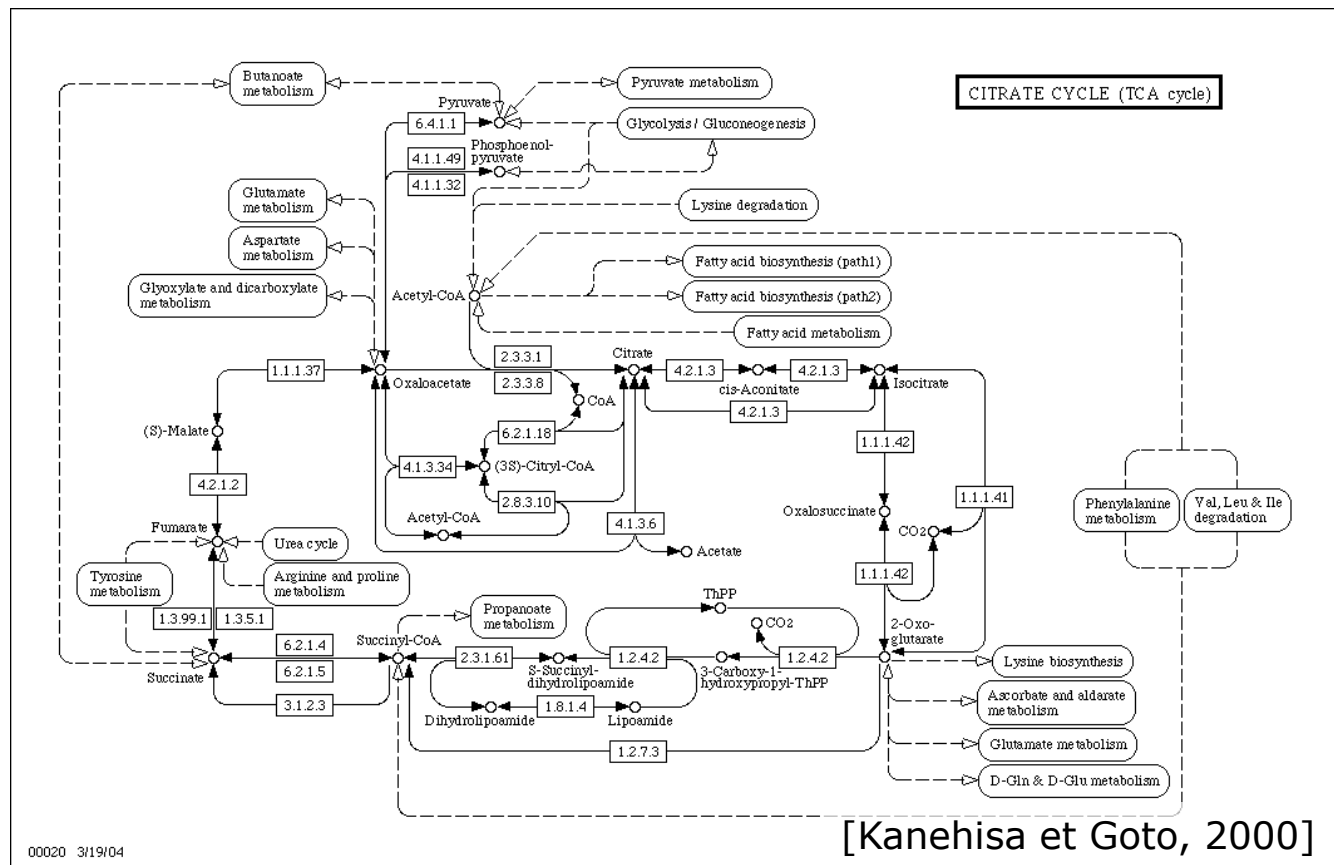 Butanoate
metabolism
Pyruvate metabolism
CITRATE CYCLE (TCA cycle)
Pyruvate
6.4.1.1
Glycolysis / Gluconeogenesis
Phosphoenol-
pyruvate
4.1.1.49
4.1.1.32
Glutamate
metabolism
Lysine degradation
Aspartate
metabolism
Fatty acid biosynthesis (path1)
Glyoxylate and dicarboxylate
metabolism
Acetyl-CoA
Fatty acid biosynthesis (path2)
Fatty acid metabolism
1.1.1.37
Oxaloacetate
2.3.3.1
2.3.3.8
Citrate
4.2.1.3
cis-Aconitate
4.2.1.3
Isocitrate
4.2.1.3
CoA
(S)-Malate
6.2.1.18
1.1.1.42
4.1.3.34
(3S)-Citryl-CoA
4.2.1.2
2.8.3.10
1.1.1.41
Phenylalanine
metabolism
Val, Leu & Ile
degradation
Acetyl-CoA
4.1.3.6
Oxalosuccinate
CO2
Fumarate
Urea cycle
Acetate
Tyrosine
metabolism
Arginine and proline
metabolism
1.1.1.42
1.3.99.1
1.3.5.1
Propanoate
metabolism
ThPP
CO2
2-Oxo-
glutarate
6.2.1.4
6.2.1.5
Succinyl-CoA
2.3.1.61
1.2.4.2
1.2.4.2
Lysine biosynthesis
Succinate
S-Succinyl-
dihydrolipoamide
3-Carboxy-1-
hydroxypropyl-ThPP
3.1.2.3
Dihydrolipoamide
1.8.1.4
Lipoamide
Ascorbate and aldarate
metabolism
1.2.7.3
Glutamate metabolism
D-Gln & D-Glu metabolism
[Kanehisa et Goto, 2000]
00020 3/19/04